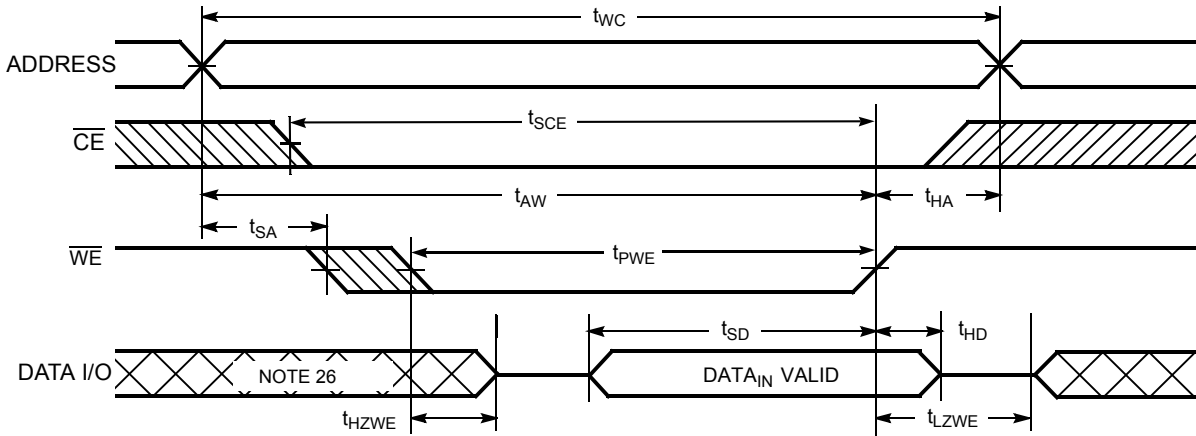 tWC
ADDRESS
tSCE
CE
tAW
tHA
tSA
WE
tPWE
tSD
tHD
DATA I/O
NOTE 26
DATAIN VALID
tHZWE
tLZWE